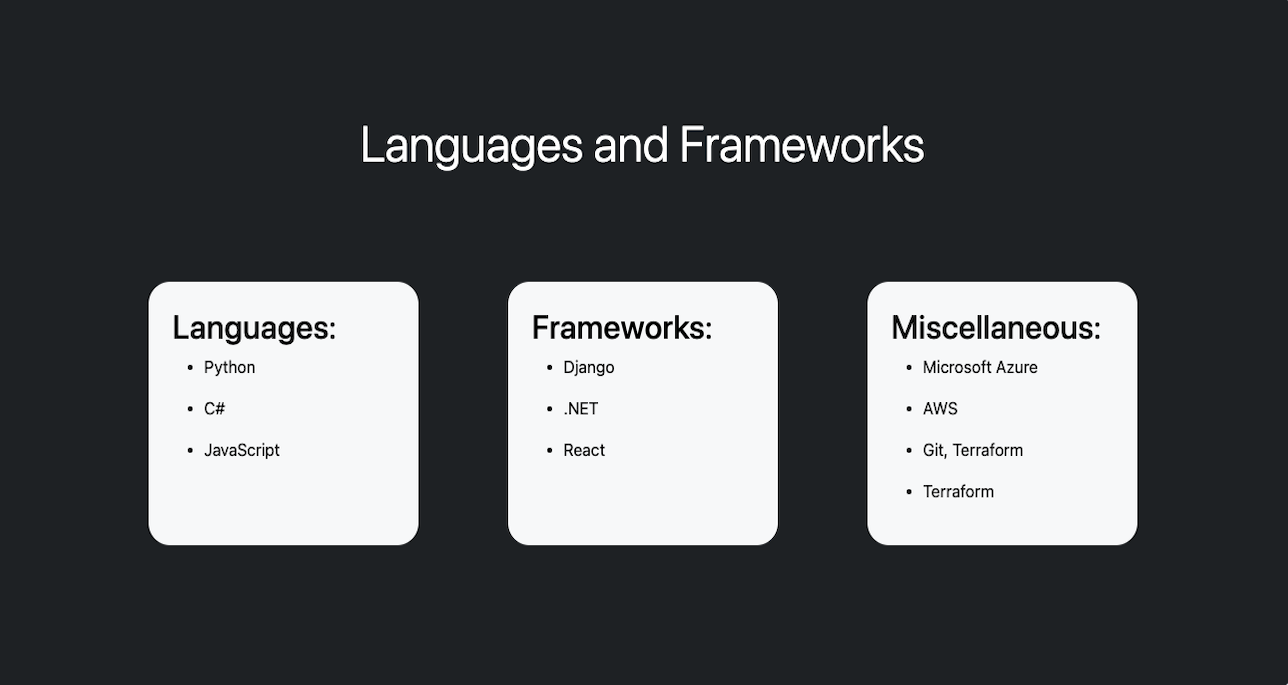 Languages and Frameworks
Languages:
• Python
• C#
• JavaScript
Frameworks:
• Django
• .NET
• React
Miscellaneous:
• Microsoft Azure
• AWS
• Git, Terraform
• Terraform